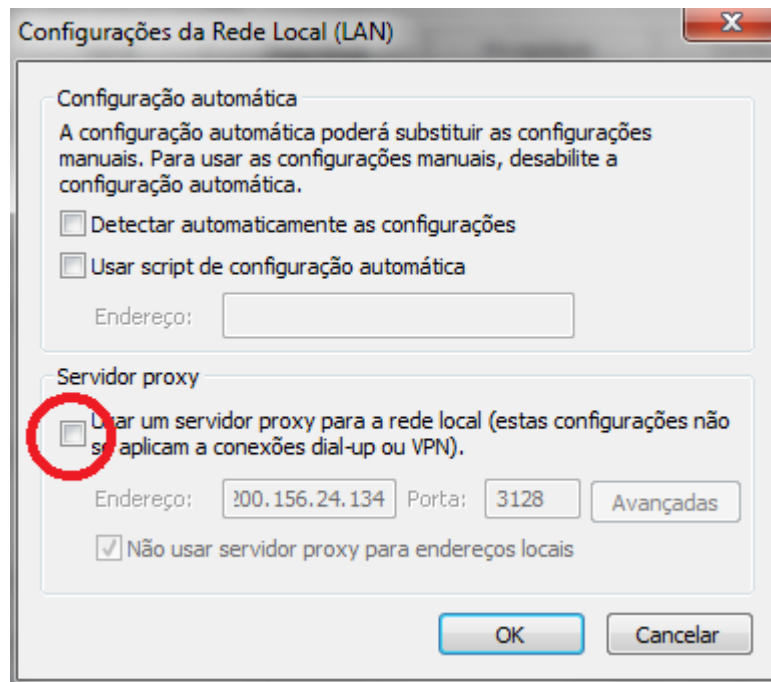 Configurações da Rede Local (LAN)
Configuração automática
A configuração automática poderá substituir as configurações
manuais. Para usar as configurações manuais, desabilite a
configuração automática.
Detectar automaticamente as configurações
Usar script de configuração automática
Endereço:
Servidor proxy
Usar um servidor proxy para a rede local (estas configurações não
se aplicam a conexões dial-up ou VPN).
Endereço: 200.156.24.134 Porta: 3128 Avançadas
Não usar servidor proxy para endereços locais
OK Cancelar